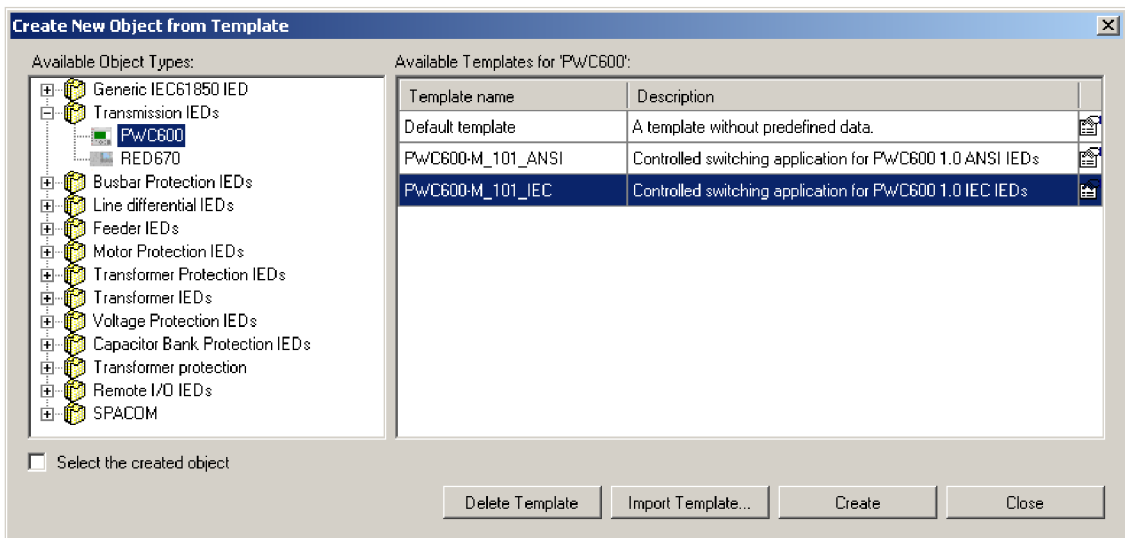 Create New Object from Template
Available Object Types:
Generic IEC61850 IED
Transmission IEDs
PWC600
RED670
Busbar Protection IEDs
Line differential IEDs
Feeder IEDs
Motor Protection IEDs
Transformer Protection IEDs
Transformer IEDs
Voltage Protection IEDs
Capacitor Bank Protection IEDs
Transformer protection
Remote I/O IEDs
SPACOM
Available Templates for 'PWC600':
Template name Description
Default template A template without predefined data.
PWC600-M_101_ANSI Controlled switching application for PWC600 1.0 ANSI IEDs
PWC600-M_101_IEC Controlled switching application for PWC600 1.0 IEC IEDs
Select the created object
Delete Template Import Template... Create Close